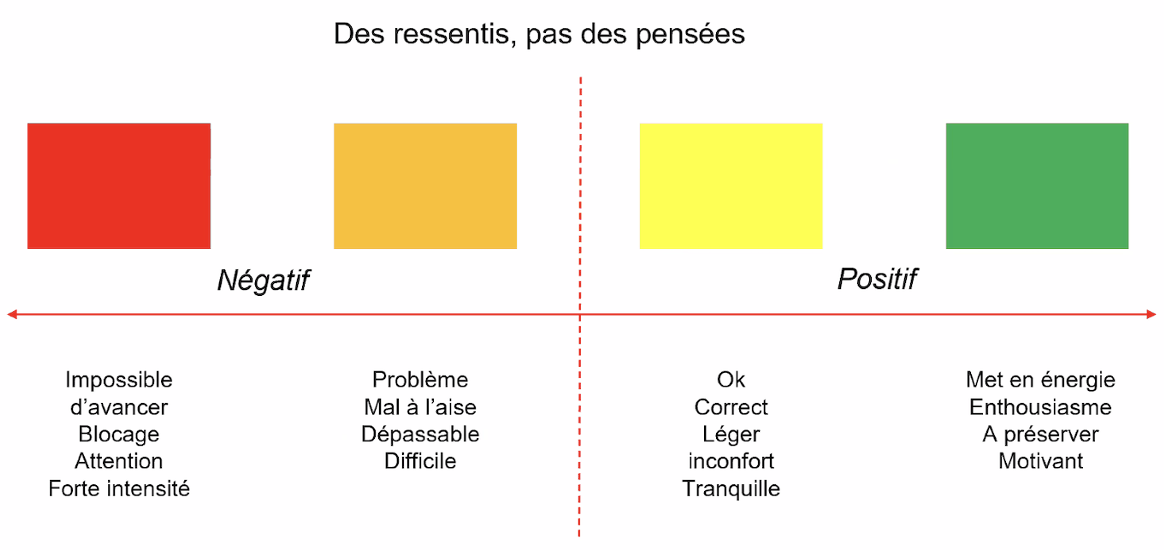 Des ressentis, pas des pensées
Négatif
Positif
Impossible
d'avancer
Blocage
Attention
Forte intensité
Problème
Mal à l'aise
Dépassable
Difficile
Ok
Correct
Léger
inconfort
Tranquille
Met en énergie
Enthousiasme
A préserver
Motivant